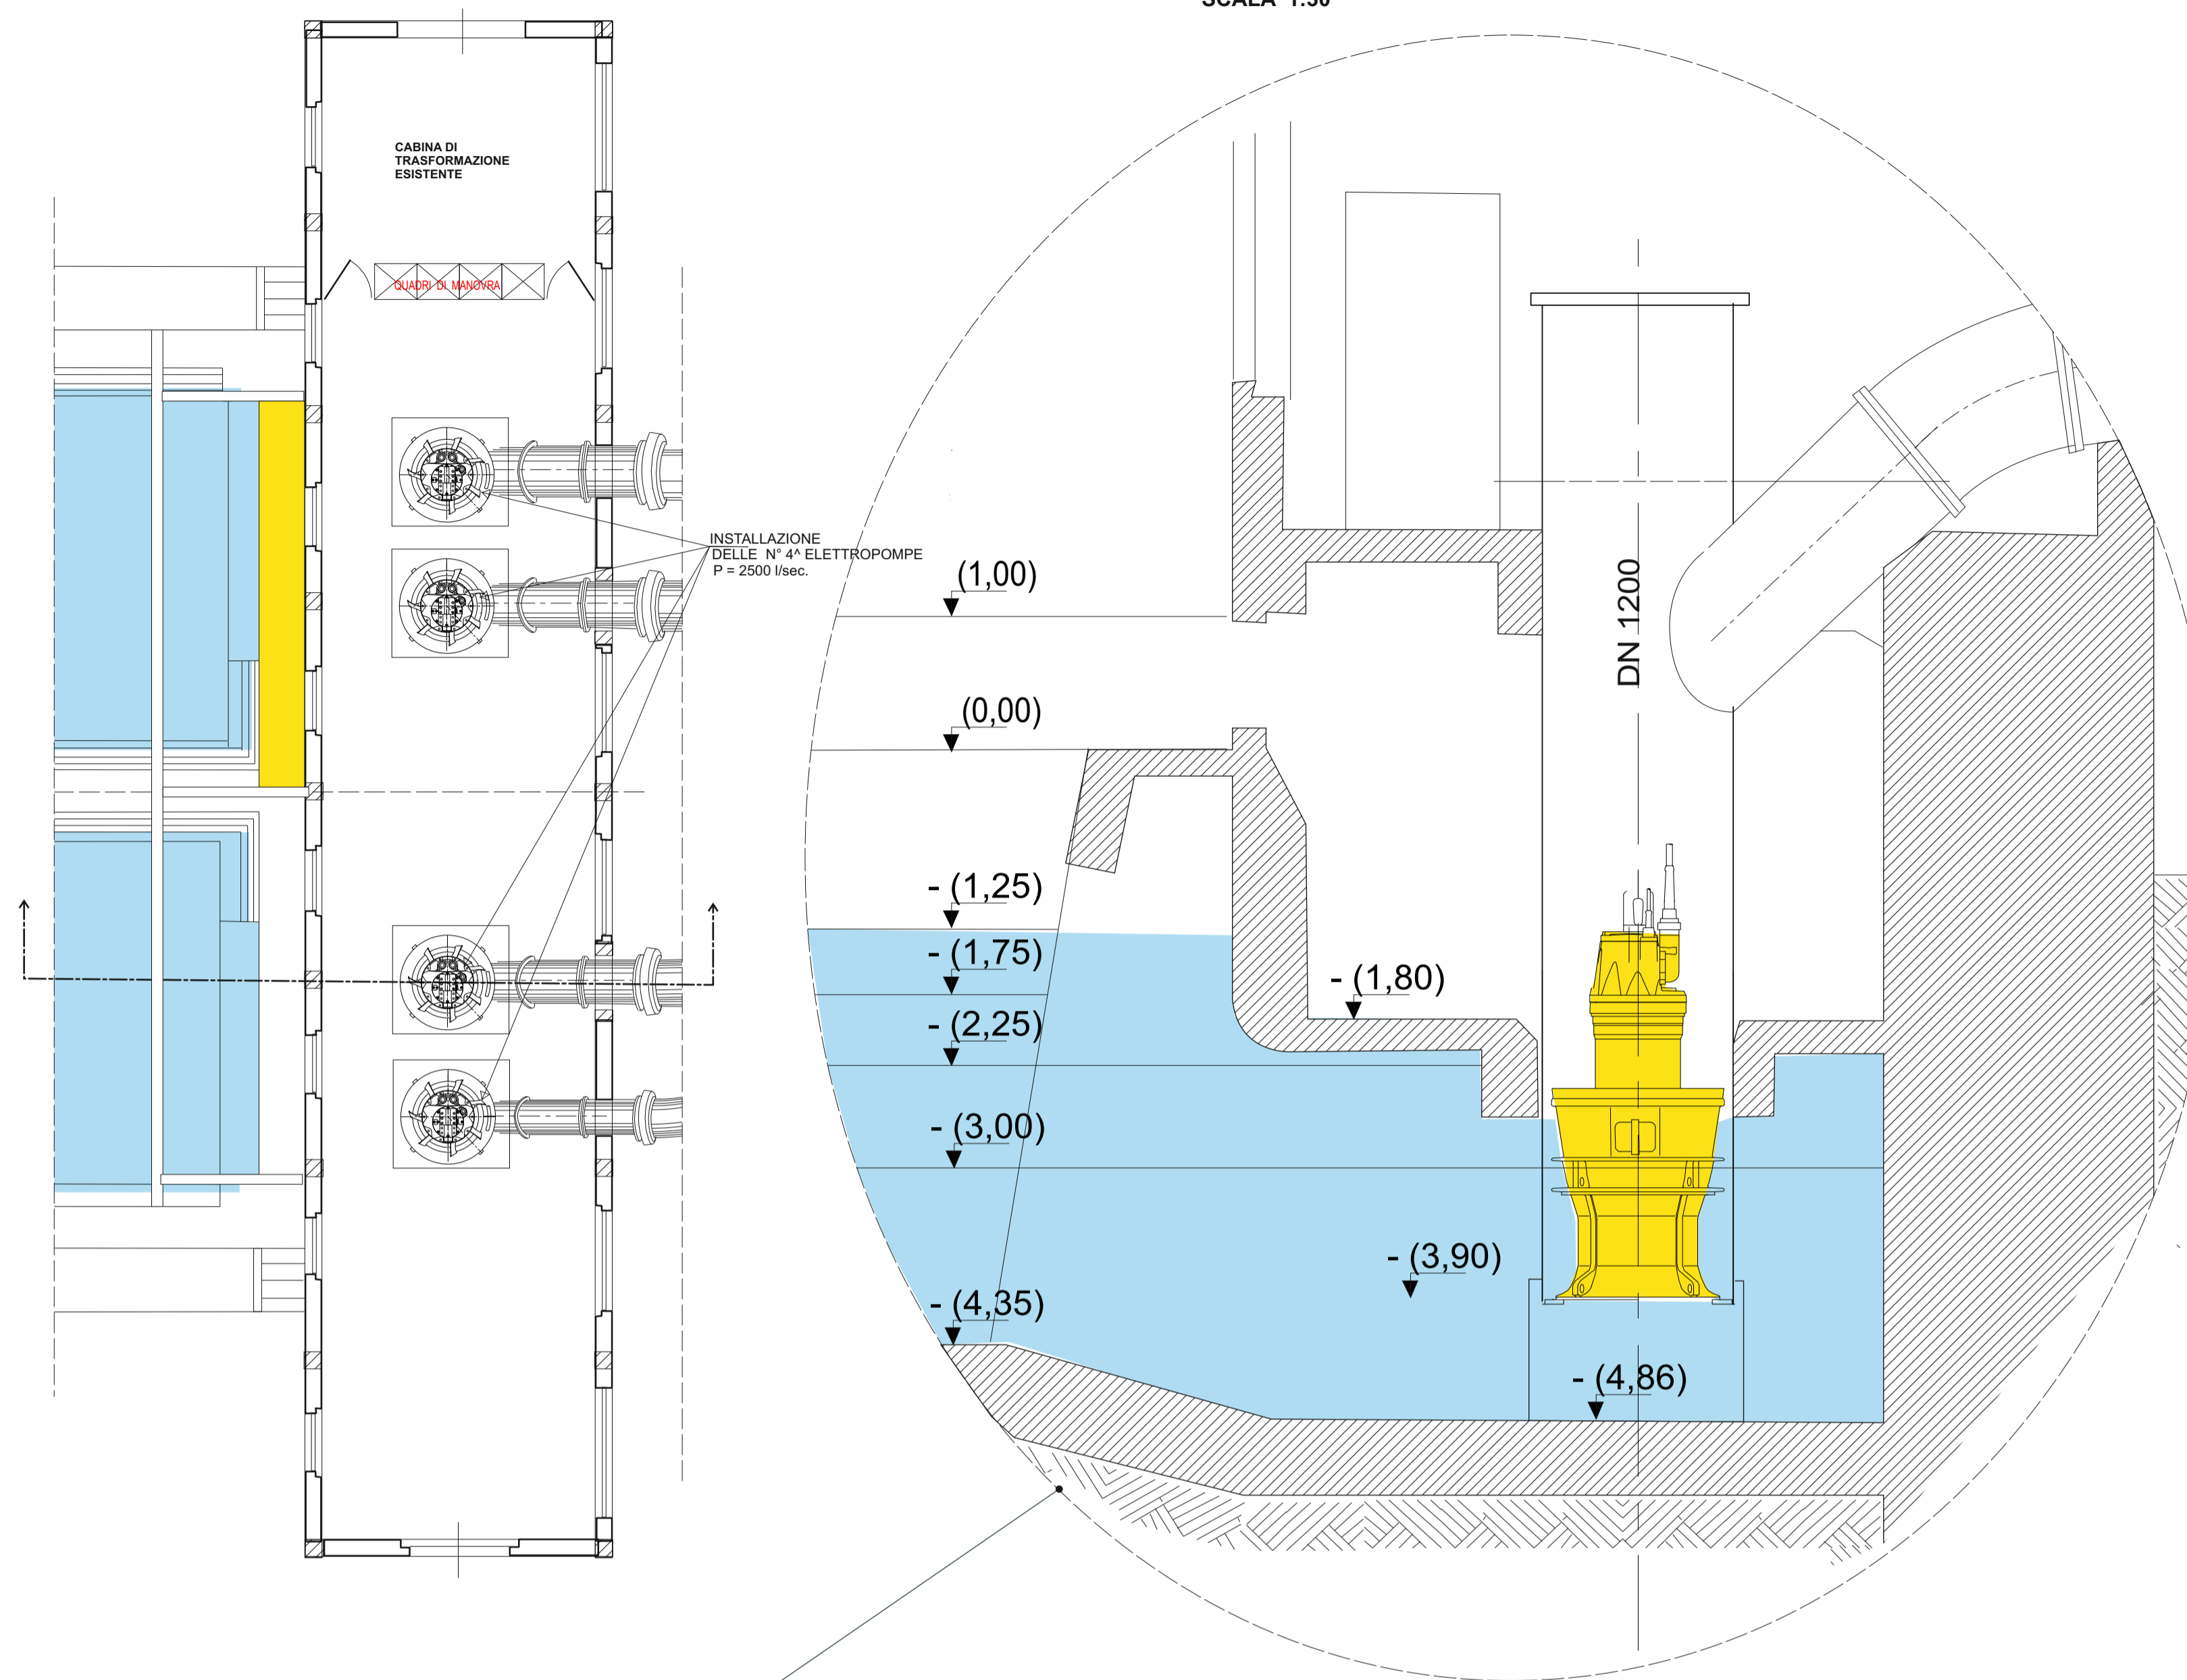 SCALA 1:50
CABINA DI
TRASFORMAZIONE
ESISTENTE
QUADRI DI MANOVRA
INSTALLAZIONE
DELLE N° 4^ ELETTROPOMPE
P = 2500 l/sec.
(1,00)
(0,00)
- (1,25)
- (1,75)
- (2,25)
- (3,00)
- (4,35)
- (1,80)
- (3,90)
- (4,86)
DN 1200